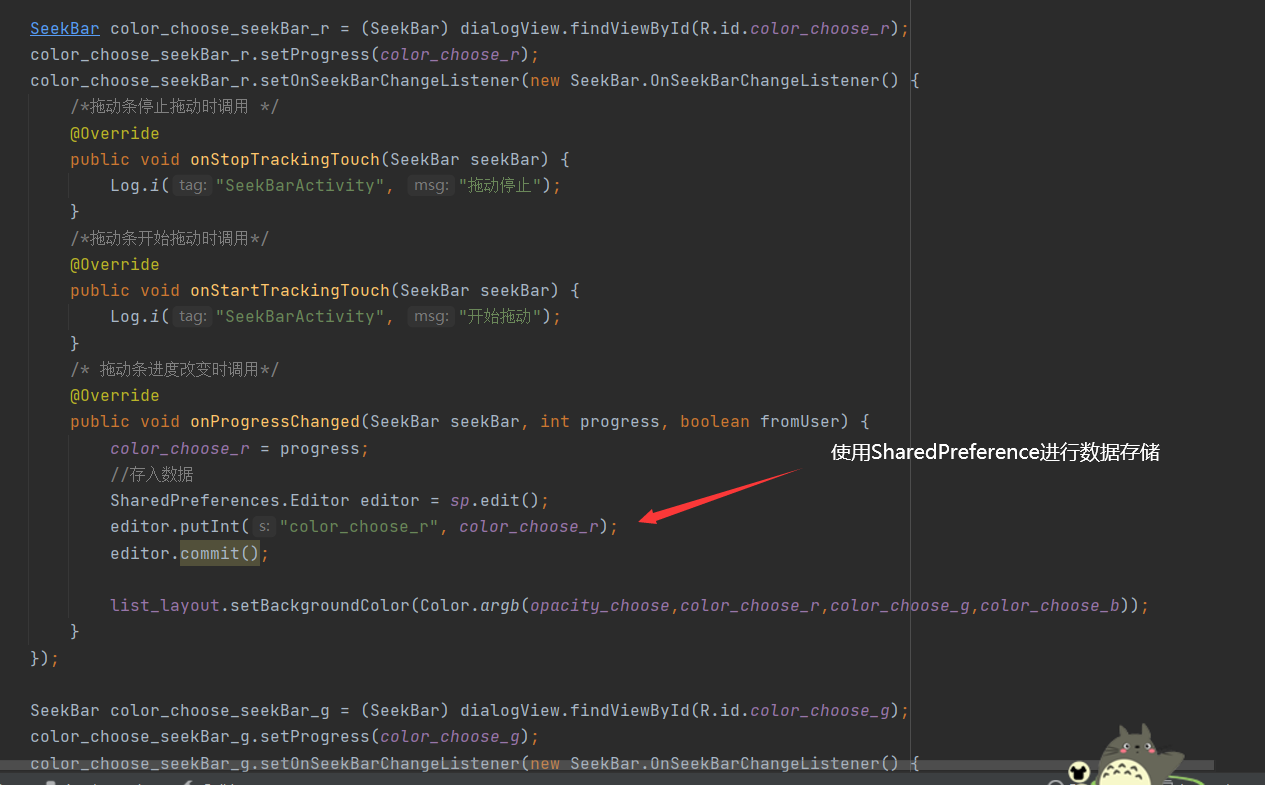 SeekBar color_choose_seekBar_r = (SeekBar) dialogView.findViewById(R.id.color_choose_r);
color_choose_seekBar_r.setProgress(color_choose_r);
color_choose_seekBar_r.setOnSeekBarChangeListener(new SeekBar.OnSeekBarChangeListener() {
/*拖动条停止拖动时调用 */
@Override
public void onStopTrackingTouch(SeekBar seekBar) {
Log.i( tag: "SeekBarActivity", msg: "拖动停止");
}
/*拖动条开始拖动时调用*/
@Override
public void onStartTrackingTouch(SeekBar seekBar) {
Log.i( tag: "SeekBarActivity", msg: "开始拖动");
}
/* 拖动条进度改变时调用*/
@Override
public void onProgressChanged(SeekBar seekBar, int progress, boolean fromUser) {
color_choose_r = progress;
使用SharedPreference进行数据存储
//存入数据
SharedPreferences.Editor editor = sp.edit();
editor.putInt( s: "color_choose_r", color_choose_r);
editor.commit();
list_layout.setBackgroundColor(Color.argb(opacity_choose,color_choose_r,color_choose_g,color_choose_b));
}
});
SeekBar color_choose_seekBar_g = (SeekBar) dialogView.findViewById(R.id.color_choose_g);
color_choose_seekBar_g.setProgress(color_choose_g);
color_choose_seekBar_g.setOnSeekBarChangeListener(new SeekBar.OnSeekBarChangeListener() {